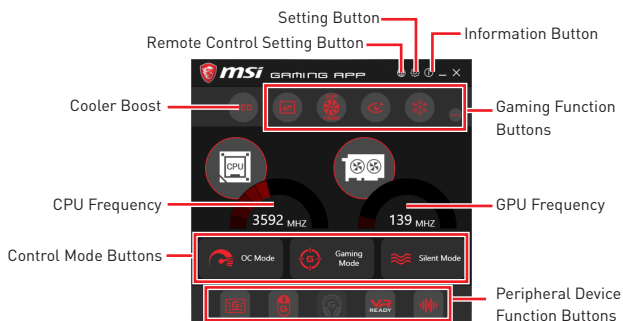 Setting Button
Information Button
Remote Control Setting Button
msi GAMING APP
Cooler Boost
Gaming Function
Buttons
CPU
CPU Frequency
GPU Frequency
3592 MHZ
139 MHZ
Control Mode Buttons
OC Mode
Gaming
Mode
Silent Mode
G
G
G
VR
READY
Peripheral Device
Function Buttons